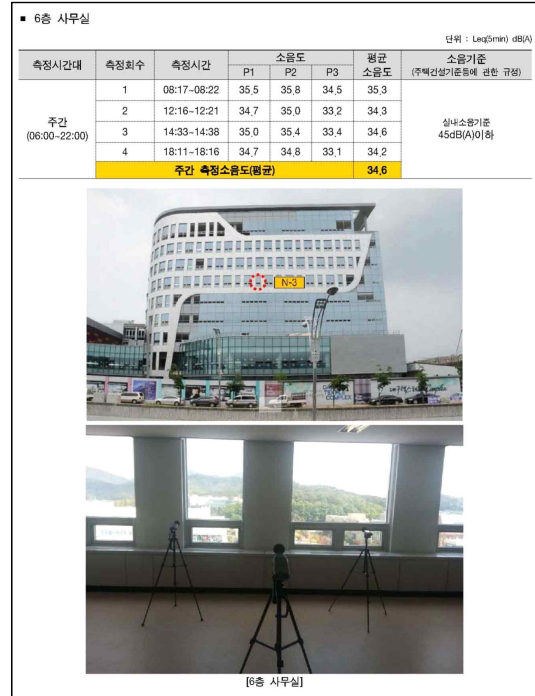 ▪ 6층 사무실
단위 : Leq(5min) dB(A)
측정시간대 측정회수 측정시간 소음도 평균 소음도 소음기준 (주택건설기준등에 관한 규정)
P1 P2 P3
주간 (06:00~22:00)
1 08:17~08:22 35.5 35.8 34.5 35.3
2 12:16~12:21 34.7 35.0 33.2 34.3
3 14:33~14:38 35.0 35.4 33.4 34.6
4 18:11~18:16 34.7 34.8 33.1 34.2
실내소음기준 45dB(A)이하
주간 측정소음도(평균) 34.6
N-3
COMPLEX
[6층 사무실]